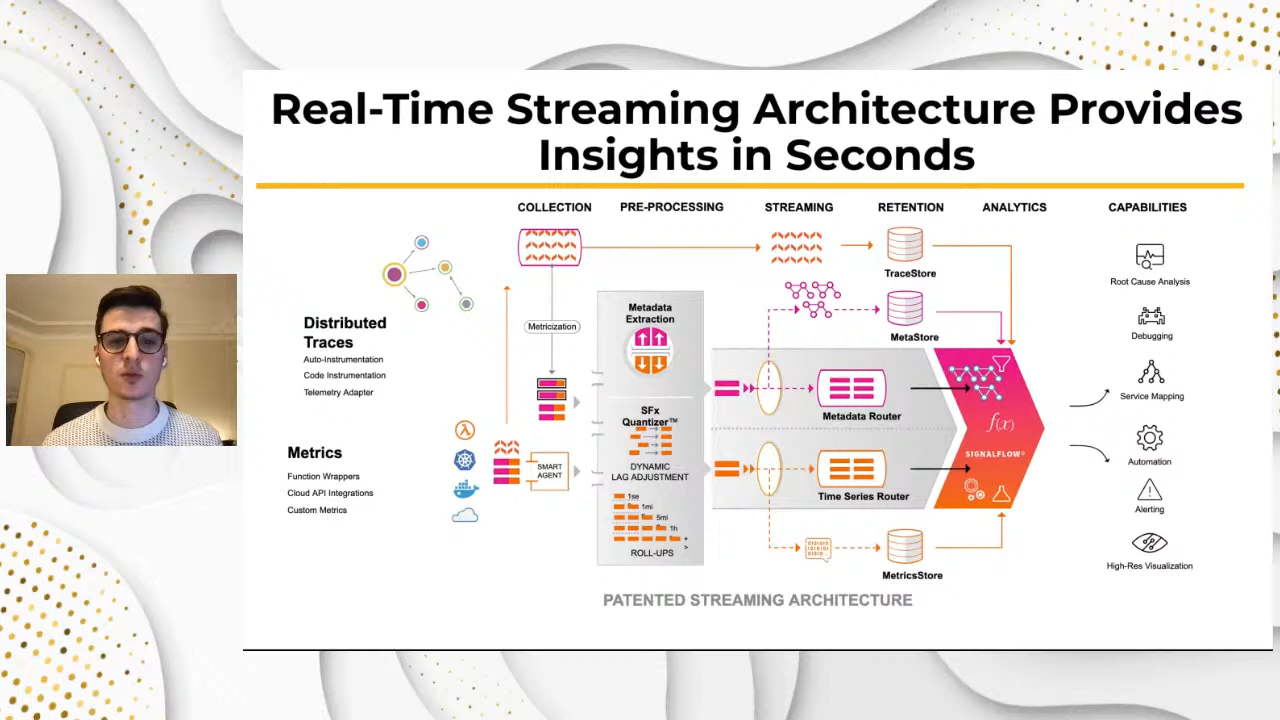 Real-Time Streaming Architecture Provides
Insights in Seconds
COLLECTION
PRE-PROCESSING
STREAMING
RETENTION
ANALYTICS
CAPABILITIES
Distributed
Traces
Auto-Instrumentation
Code Instrumentation
Telemetry Adapter
Metrics
Function Wrappers
Cloud API Integrations
Custom Metrics
Metricization
SMART
AGENT
Metadata
Extraction
SFx
Quantizer™
DYNAMIC
LAG ADJUSTMENT
1se
1mi
5mi
1h
+
>
ROLL-UPS
TraceStore
MetaStore
Metadata Router
Time Series Router
MetricsStore
f(x)
SIGNALFLOW®
Root Cause Analysis
Debugging
Service Mapping
Automation
Alerting
High-Res Visualization
PATENTED STREAMING ARCHITECTURE